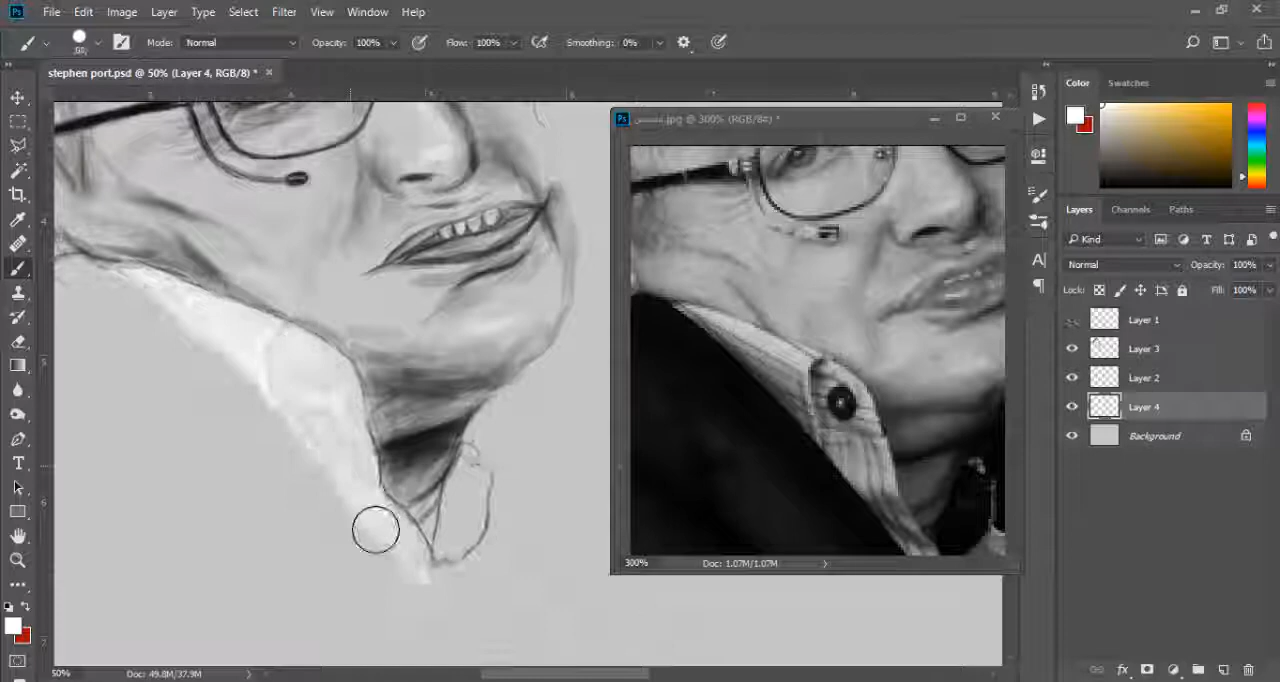 Ps File Edit Image Layer Type Select Filter View Window Help
Mode: Normal Opacity: 100% Flow: 100% Smoothing: 0%
stephen port.psd @ 50% (Layer 4, RGB/8) * ×
.jpg @ 300% (RGB/8#) *
Color Swatches
Layers Channels Paths
Kind
Normal Opacity: 100%
Lock: Fill: 100%
Layer 1
Layer 3
Layer 2
Layer 4
Background
300% Doc: 1.07M/1.07M
50% Doc: 49.8M/37.9M